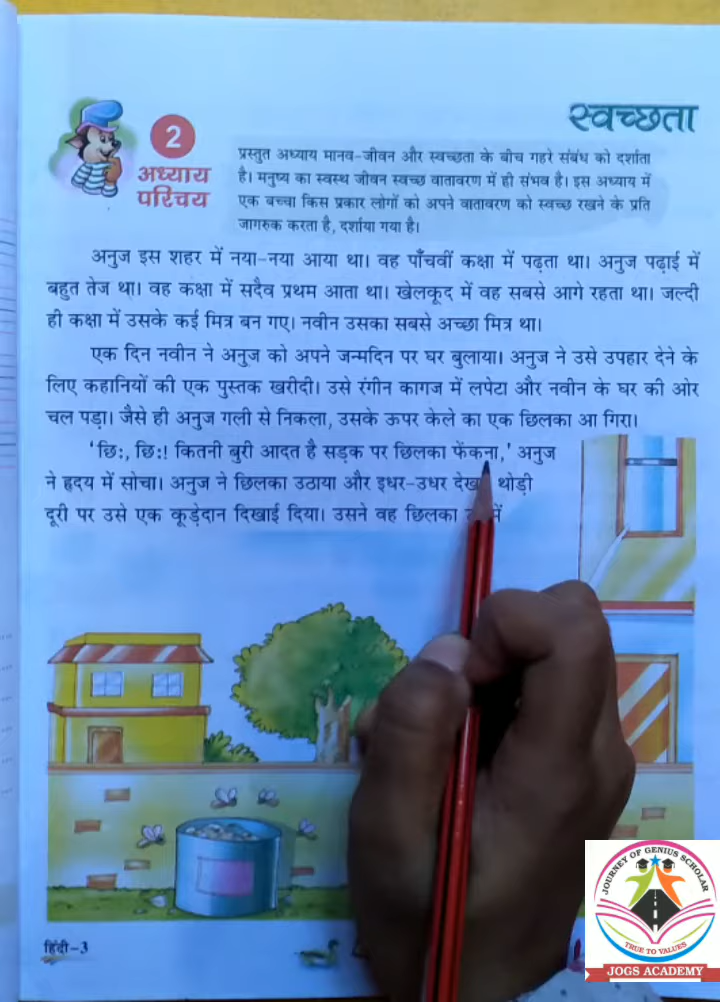 स्वच्छता
2
अध्याय
परिचय
प्रस्तुत अध्याय मानव-जीवन और स्वच्छता के बीच गहरे संबंध को दर्शाता
है। मनुष्य का स्वस्थ जीवन स्वच्छ वातावरण में ही संभव है। इस अध्याय में
एक बच्चा किस प्रकार लोगों को अपने वातावरण को स्वच्छ रखने के प्रति
जागरुक करता है, दर्शाया गया है।
अनुज इस शहर में नया-नया आया था। वह पाँचवीं कक्षा में पढ़ता था। अनुज पढ़ाई में
बहुत तेज था। वह कक्षा में सदैव प्रथम आता था। खेलकूद में वह सबसे आगे रहता था। जल्दी
ही कक्षा में उसके कई मित्र बन गए। नवीन उसका सबसे अच्छा मित्र था।
एक दिन नवीन ने अनुज को अपने जन्मदिन पर घर बुलाया। अनुज ने उसे उपहार देने के
लिए कहानियों की एक पुस्तक खरीदी। उसे रंगीन कागज में लपेटा और नवीन के घर की ओर
चल पड़ा। जैसे ही अनुज गली से निकला, उसके ऊपर केले का एक छिलका आ गिरा।
'छिः, छिः! कितनी बुरी आदत है सड़क पर छिलका फेंकना,' अनुज
ने हृदय में सोचा। अनुज ने छिलका उठाया और इधर-उधर थोड़ी
दूरी पर उसे एक कूड़ेदान दिखाई दिया। उसने वह छिलका
हिंदी-3
JOURNEY OF GENIUS SCHOLAR
TRUE TO VALUES
JOGS ACADEMY